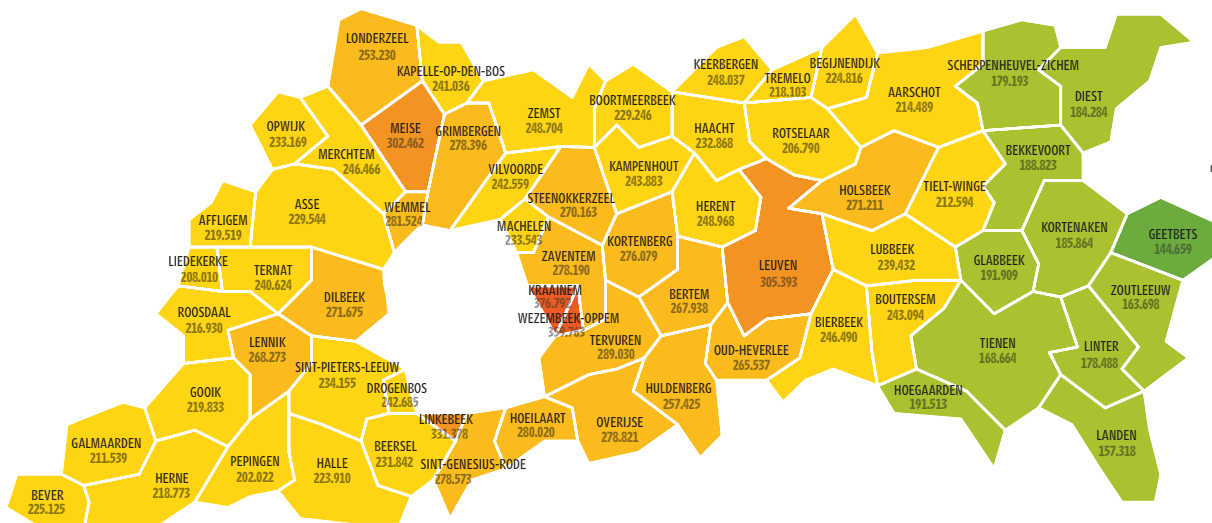 LONDERZEEL
253.230
KAPELLE-OP-DEN-BOS
241.036
KEERBERGEN
248.037
TREMELO
218.103
BEGIJNENDIJK
224.816
SCHERPENHEUVEL-ZICHEM
179.193
DIEST
184.284
AARSCHOT
214.489
BOORTMEERBEEK
229.246
ZEMST
248.704
OPWIJK
233.169
MEISE
302.462
GRIMBERGEN
278.396
HAACHT
232.868
ROTSELAAR
206.790
MERCHTEM
246.466
BEKKEVOORT
188.823
VILVOORDE
242.559
KAMPENHOUT
243.883
HOLSBEEK
271.211
TIELT-WINGE
212.594
STEENOKKERZEEL
270.163
ASSE
229.544
WEMMEL
281.524
HERENT
248.968
AFFLIGEM
219.519
MACHELEN
233.543
KORTENAKEN
185.864
GEETBETS
144.659
KORTENBERG
276.079
LUBBEEK
239.432
ZAVENTEM
278.190
LIEDEKERKE
208.010
TERNAT
240.624
LEUVEN
305.393
GLABBEEK
191.909
DILBEEK
271.675
KRAAINEM
376.792
BERTEM
267.938
BOUTERSEM
243.094
ZOUTLEEUW
163.698
ROOSDAAL
216.930
WEZEMBEEK-OPPEM
359.763
BIERBEEK
246.490
LENNIK
268.273
TERVUREN
289.030
OUD-HEVERLEE
265.537
TIENEN
168.664
LINTER
178.488
SINT-PIETERS-LEEUW
234.155
DROGENBOS
242.685
HULDENBERG
257.425
HOEGAARDEN
191.513
GOOIK
219.833
LINKEBEEK
331.378
HOEILAART
280.020
OVERIJSE
278.821
GALMAARDEN
211.539
BEERSEL
231.842
LANDEN
157.318
PEPINGEN
202.022
HALLE
223.910
SINT-GENESIUS-RODE
278.573
HERNE
218.773
BEVER
225.125